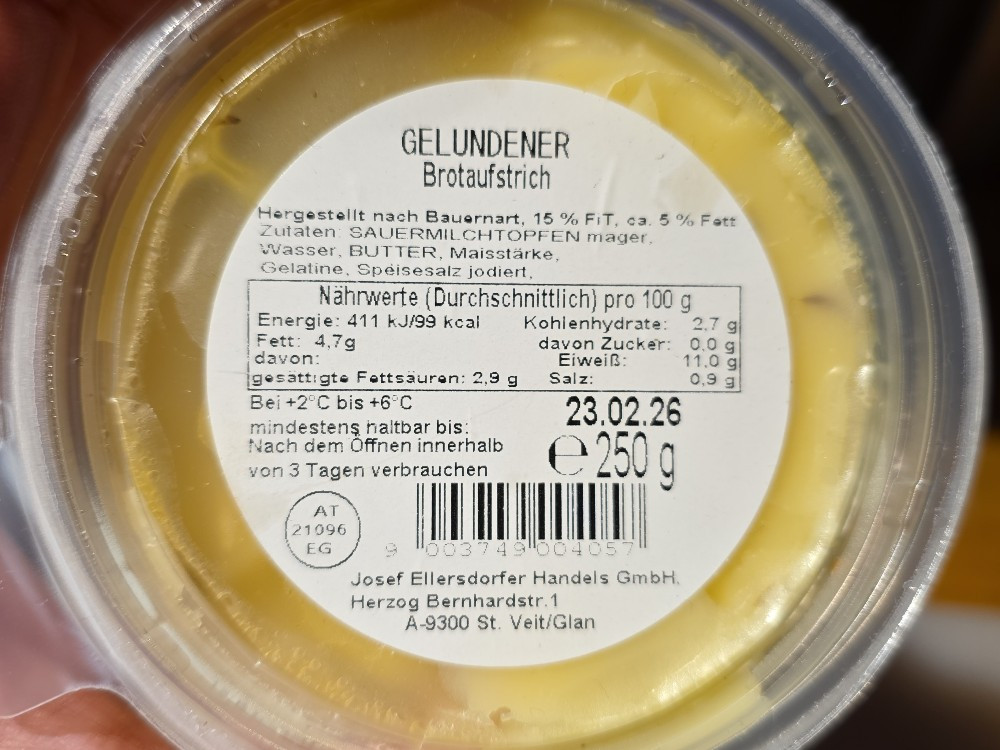 GELUNDENER
Brotaufstrich
Hergestellt nach Bauernart, 15 % FiT, ca. 5 % Fett
Zutaten: SAUERMILCHTOPFEN mager,
Wasser, BUTTER, Maisstärke,
Gelatine, Speisesalz jodiert,
Nährwerte (Durchschnittlich) pro 100 g
Energie: 411 kJ/99 kcal Kohlenhydrate: 2,7 g
Fett: 4,7g davon Zucker: 0,0 g
davon: Eiweiß: 11,0 g
gesättigte Fettsäuren: 2,9 g Salz: 0,9 g
Bei +2°C bis +6°C
mindestens haltbar bis: 23.02.26
Nach dem Öffnen innerhalb
von 3 Tagen verbrauchen
℮ 250 g
AT
21096
EG
9 003749 004057
Josef Ellersdorfer Handels GmbH,
Herzog Bernhardstr.1
A-9300 St. Veit/Glan